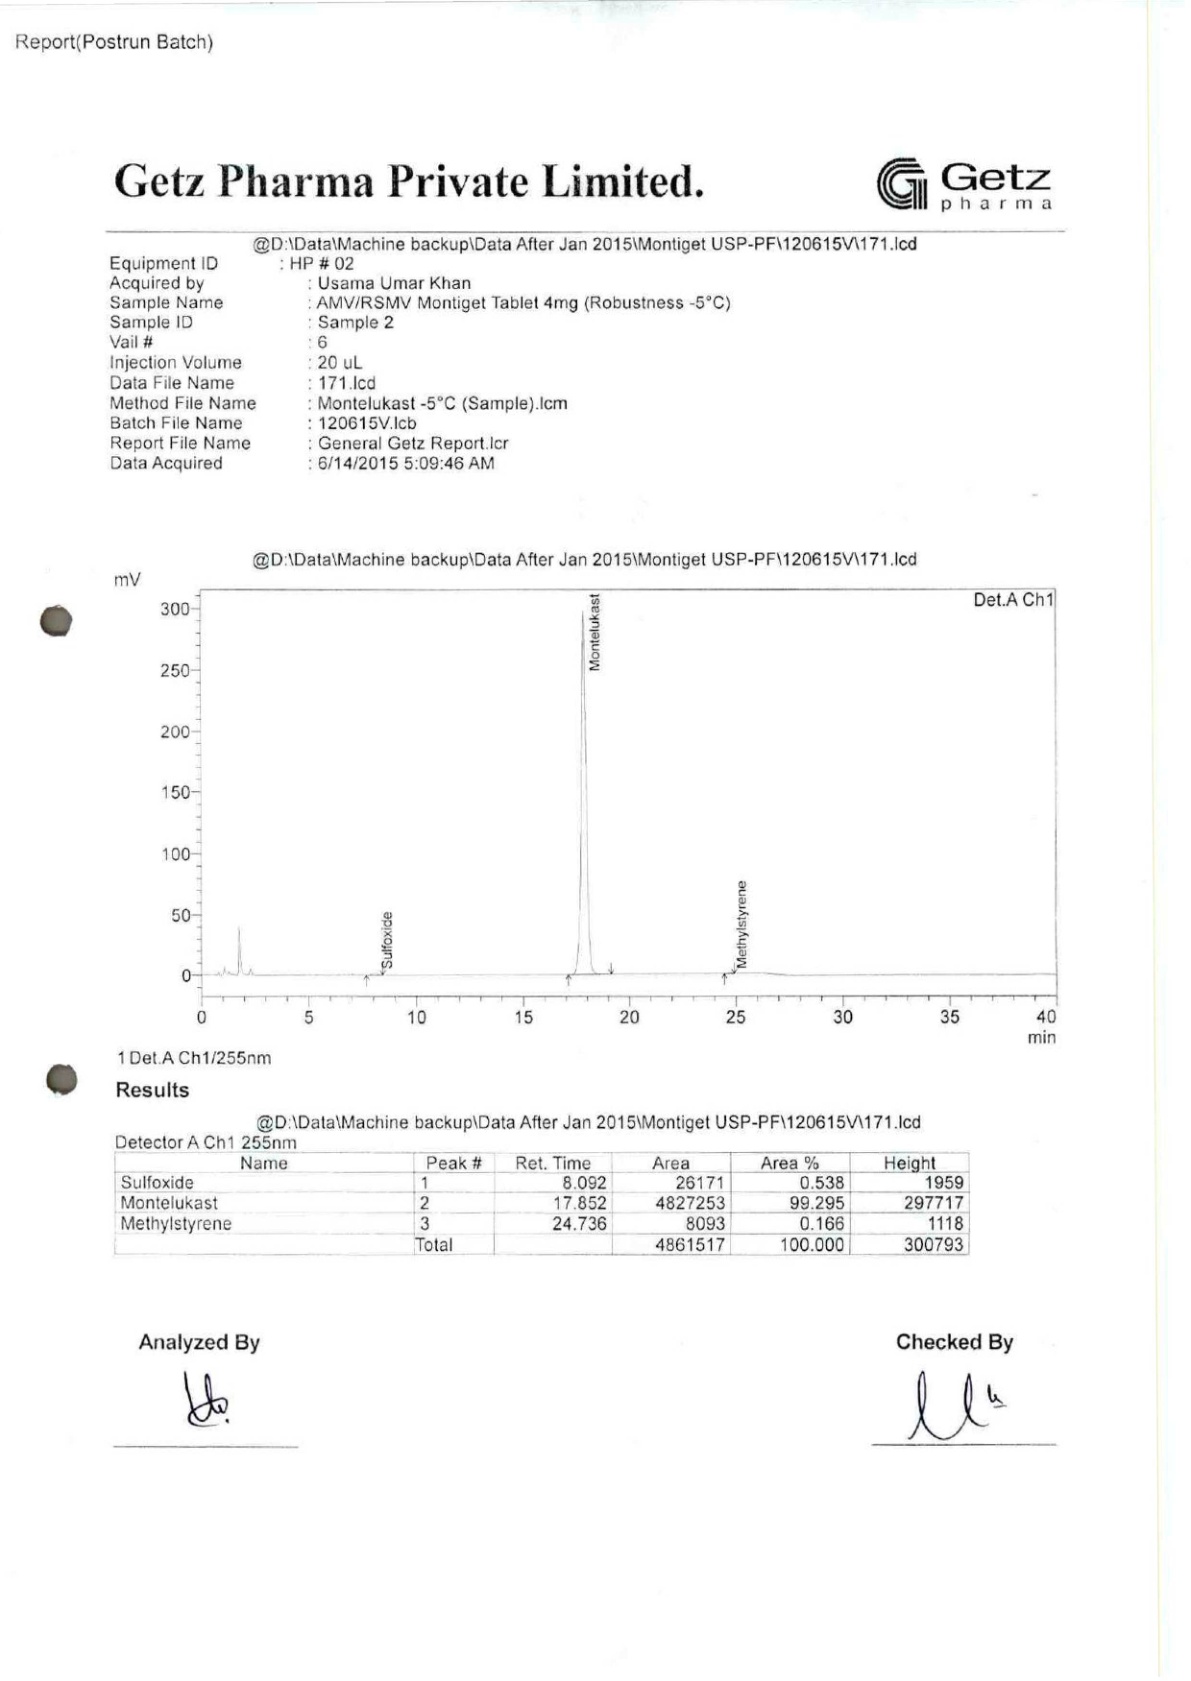 Report(Postrun Batch)
Getz Pharma Private Limited.
Getz
pharma
@D:\Data\Machine backup\Data After Jan 2015\Montiget USP-PF\120615V\171.lcd
Equipment ID : HP # 02
Acquired by : Usama Umar Khan
Sample Name : AMV/RSMV Montiget Tablet 4mg (Robustness -5°C)
Sample ID : Sample 2
Vail # : 6
Injection Volume : 20 uL
Data File Name : 171.lcd
Method File Name : Montelukast -5°C (Sample).lcm
Batch File Name : 120615V.lcb
Report File Name : General Getz Report.lcr
Data Acquired : 6/14/2015 5:09:46 AM
@D:\Data\Machine backup\Data After Jan 2015\Montiget USP-PF\120615V\171.lcd
mV
Det.A Ch1
300
250
200
150
100
50
0
Sulfoxide
Montelukast
Methylstyrene
0 5 10 15 20 25 30 35 40
min
1 Det.A Ch1/255nm
Results
@D:\Data\Machine backup\Data After Jan 2015\Montiget USP-PF\120615V\171.lcd
Detector A Ch1 255nm
Name Peak # Ret. Time Area Area % Height
Sulfoxide 1 8.092 26171 0.538 1959
Montelukast 2 17.852 4827253 99.295 297717
Methylstyrene 3 24.736 8093 0.166 1118
Total 4861517 100.000 300793
Analyzed By Checked By